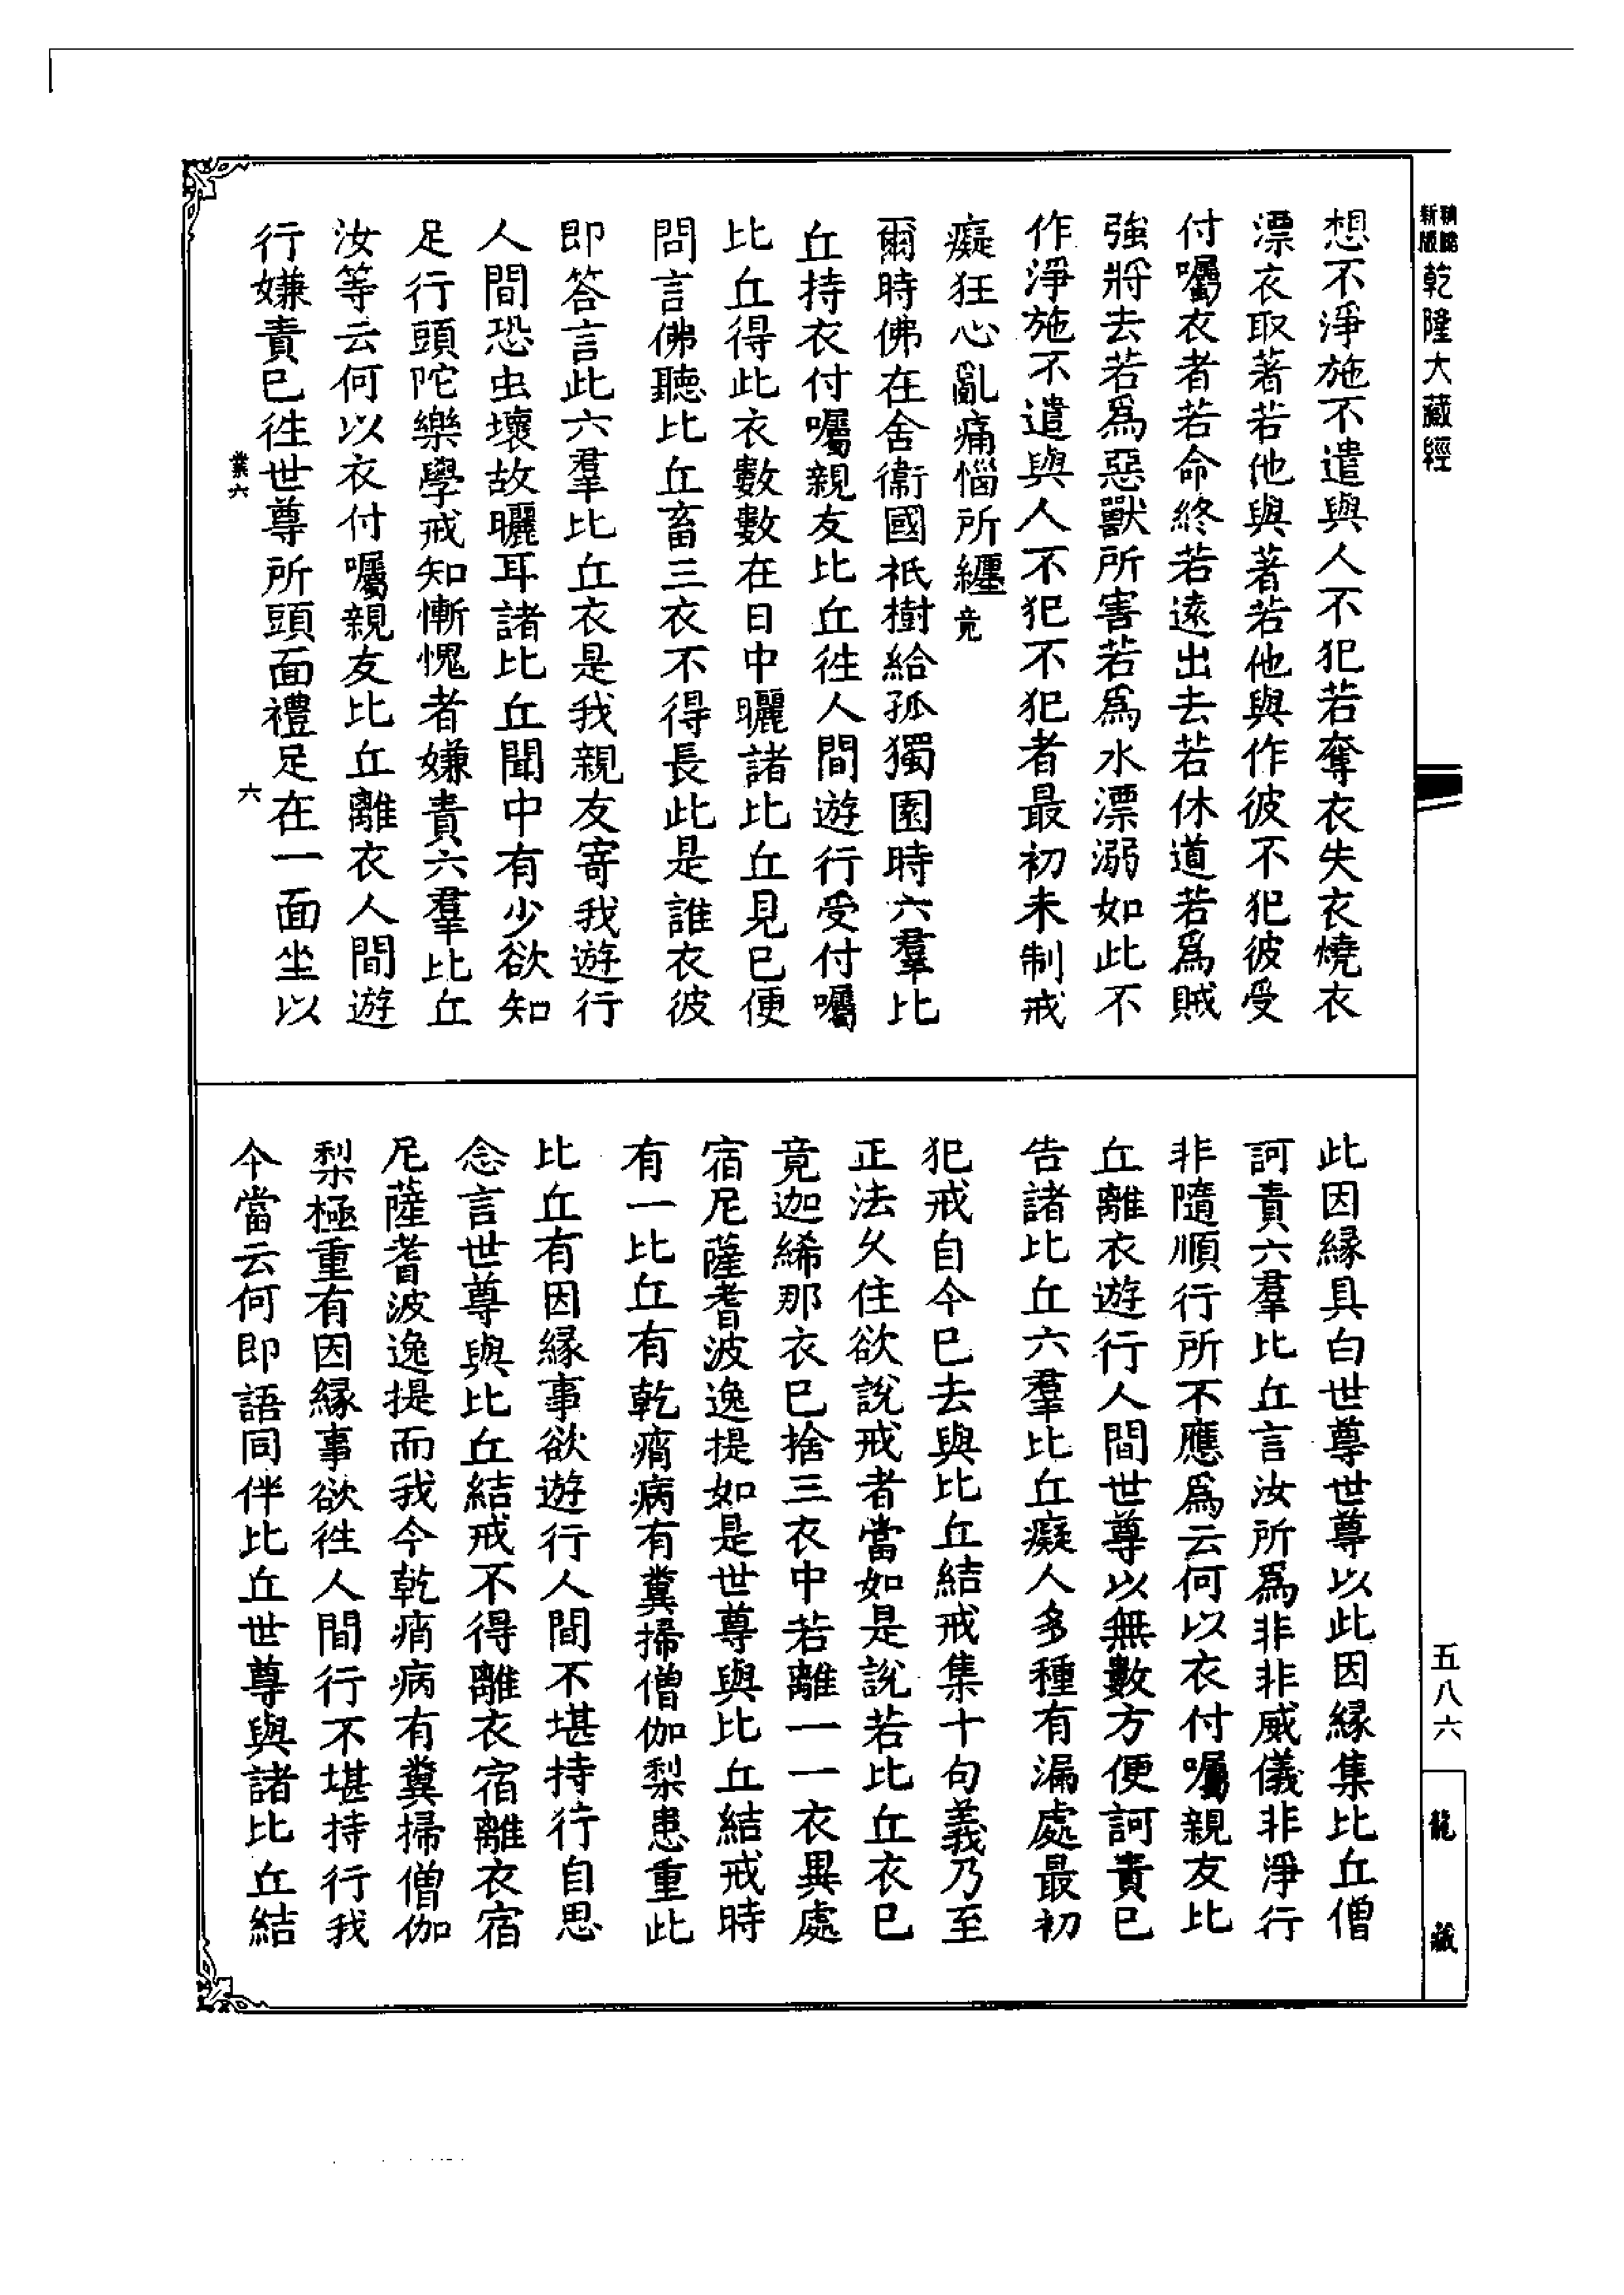 新版
乾隆大藏經
想不淨施不遣與人不犯若奪衣失衣燒衣
漂衣取著若他與著若他與作彼不犯彼受
付囑衣者若命終若遠出去若休道若爲賊
強將去若爲惡獸所害若爲水漂溺如此不
作淨施不遣與人不犯不犯者最初未制戒
癡狂心亂痛惱所纏竟
爾時佛在舍衛國祇樹給孤獨園時六羣比
丘持衣付囑親友比丘徃人間遊行受付囑
比丘得此衣數數在日中曬諸比丘見已便
問言佛聽比丘畜三衣不得長此是誰衣彼
即答言此六羣比丘衣是我親友寄我遊行
人間恐虫壞故曬耳諸比丘聞中有少欲知
足行頭陀樂學戒知慚愧者嫌責六羣比丘
汝等云何以衣付囑親友比丘離衣人間遊
行嫌責已徃世尊所頭面禮足在一面坐以
業六
六
此因緣具白世尊世尊以此因緣集比丘僧
訶責六羣比丘言汝所爲非非威儀非淨行
非隨順行所不應爲云何以衣付囑親友比
丘離衣遊行人間世尊以無數方便訶責已
告諸比丘六羣比丘癡人多種有漏處最初
犯戒自今已去與比丘結戒集十句義乃至
正法久住欲說戒者當如是說若比丘衣已
竟迦絺那衣已捨三衣中若離一一衣異處
宿尼薩耆波逸提如是世尊與比丘結戒時
有一比丘有乾痟病有糞掃僧伽梨患重此
比丘有因緣事欲遊行人間不堪持行自思
念言世尊與比丘結戒不得離衣宿離衣宿
尼薩耆波逸提而我今乾痟病有糞掃僧伽
梨極重有因緣事欲徃人間行不堪持行我
今當云何即語同伴比丘世尊與諸比丘結
五八六
龍藏